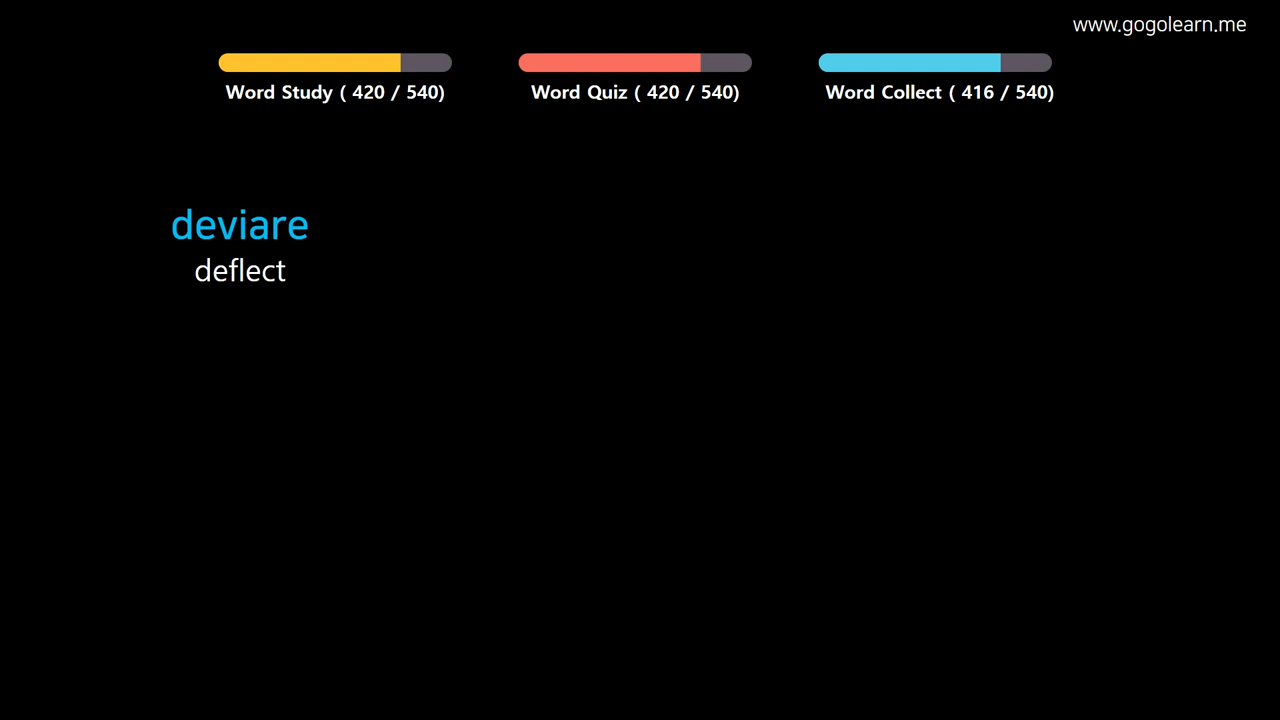 www.gogolearn.me
Word Study ( 420 / 540)
Word Quiz ( 420 / 540)
Word Collect ( 416 / 540)
deviare
deflect